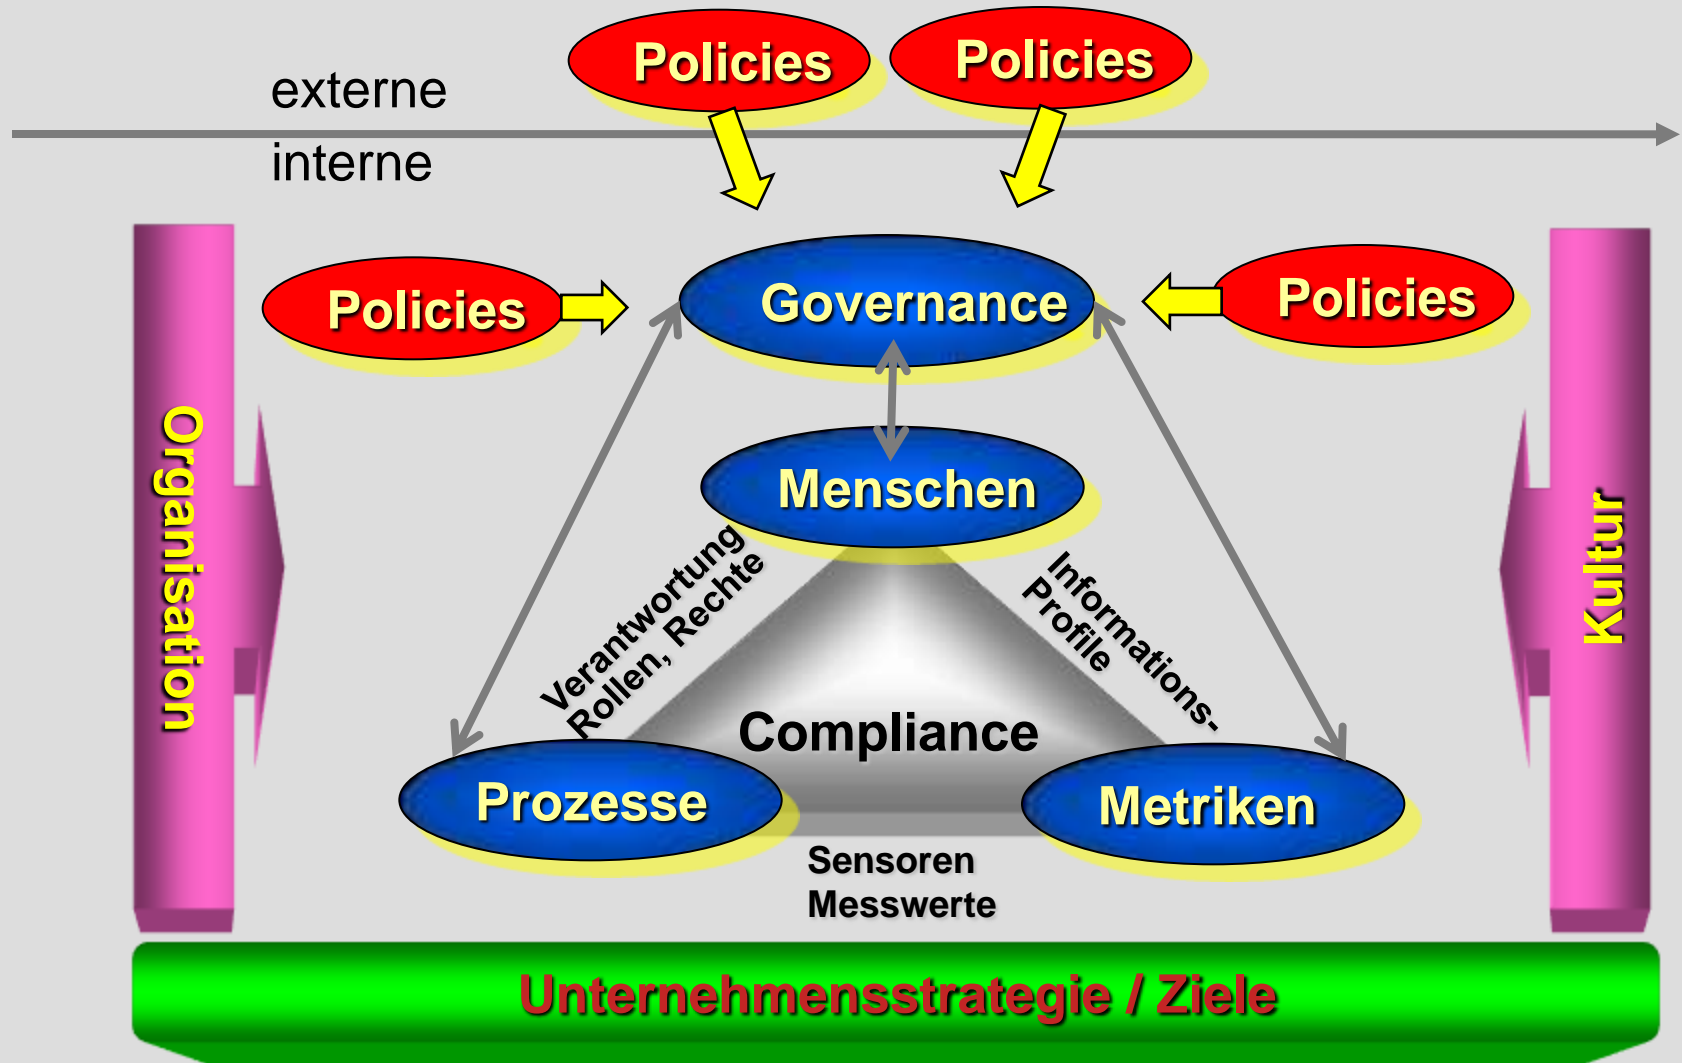 Policies
Policies
externe
interne
Policies
Governance
Policies
Organisation
Menschen
Kultur
Verantwortung
Rollen, Rechte
Informations-
Profile
Compliance
Prozesse
Metriken
Sensoren
Messwerte
Unternehmensstrategie / Ziele